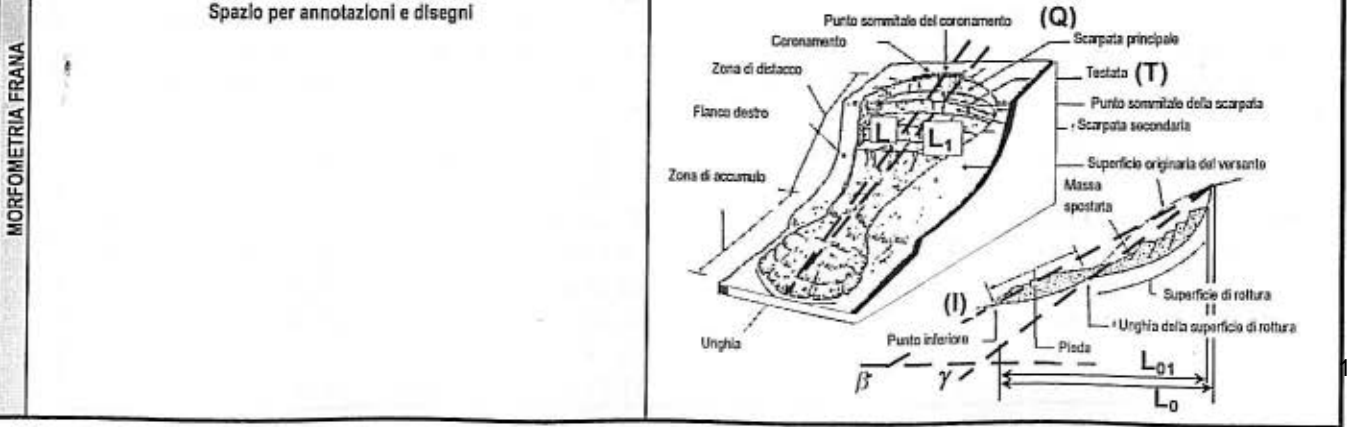 MORFOMETRIA FRANA
Spazio per annotazioni e disegni
Punto sommitale del coronamento
(Q)
Coronamento
Scarpata principale
Zona di distacco
Testata (T)
Fianco destro
Punto sommitale della scarpata
Scarpata secondaria
L
L1
Zona di accumulo
Superficie originaria del versante
Massa
spostata
(I)
Superficie di rottura
Unghia della superficie di rottura
Unghia
Punto inferiore
Piede
β
γ
L01
L0
1